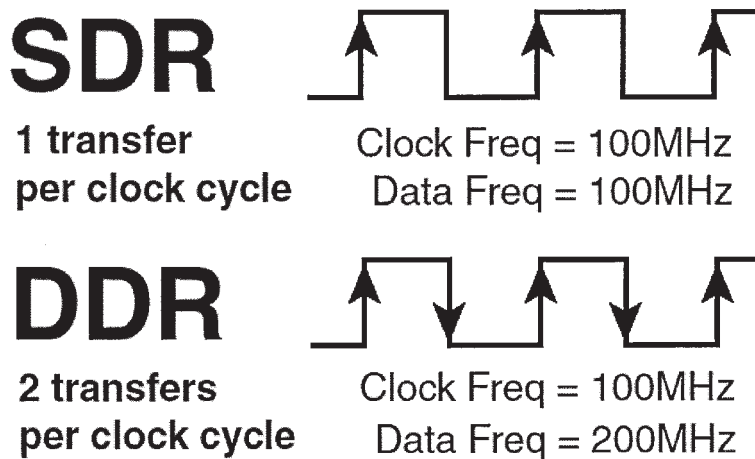 SDR
1 transfer
per clock cycle
Clock Freq = 100MHz
Data Freq = 100MHz
DDR
2 transfers
per clock cycle
Clock Freq = 100MHz
Data Freq = 200MHz